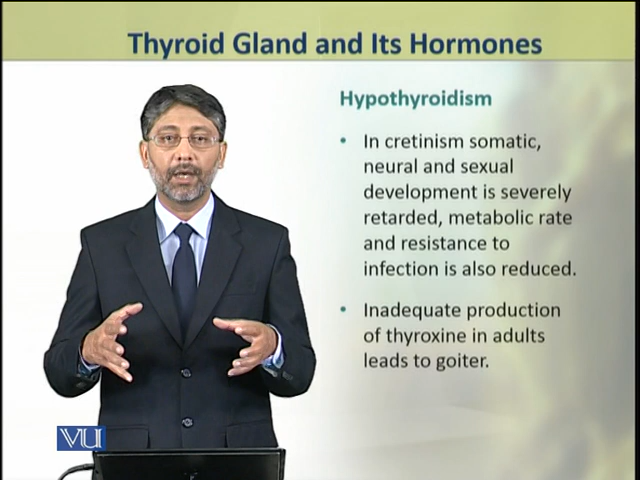 Thyroid Gland and Its Hormones
Hypothyroidism
• In cretinism somatic,
neural and sexual
development is severely
retarded, metabolic rate
and resistance to
infection is also reduced.
• Inadequate production
of thyroxine in adults
leads to goiter.
VU